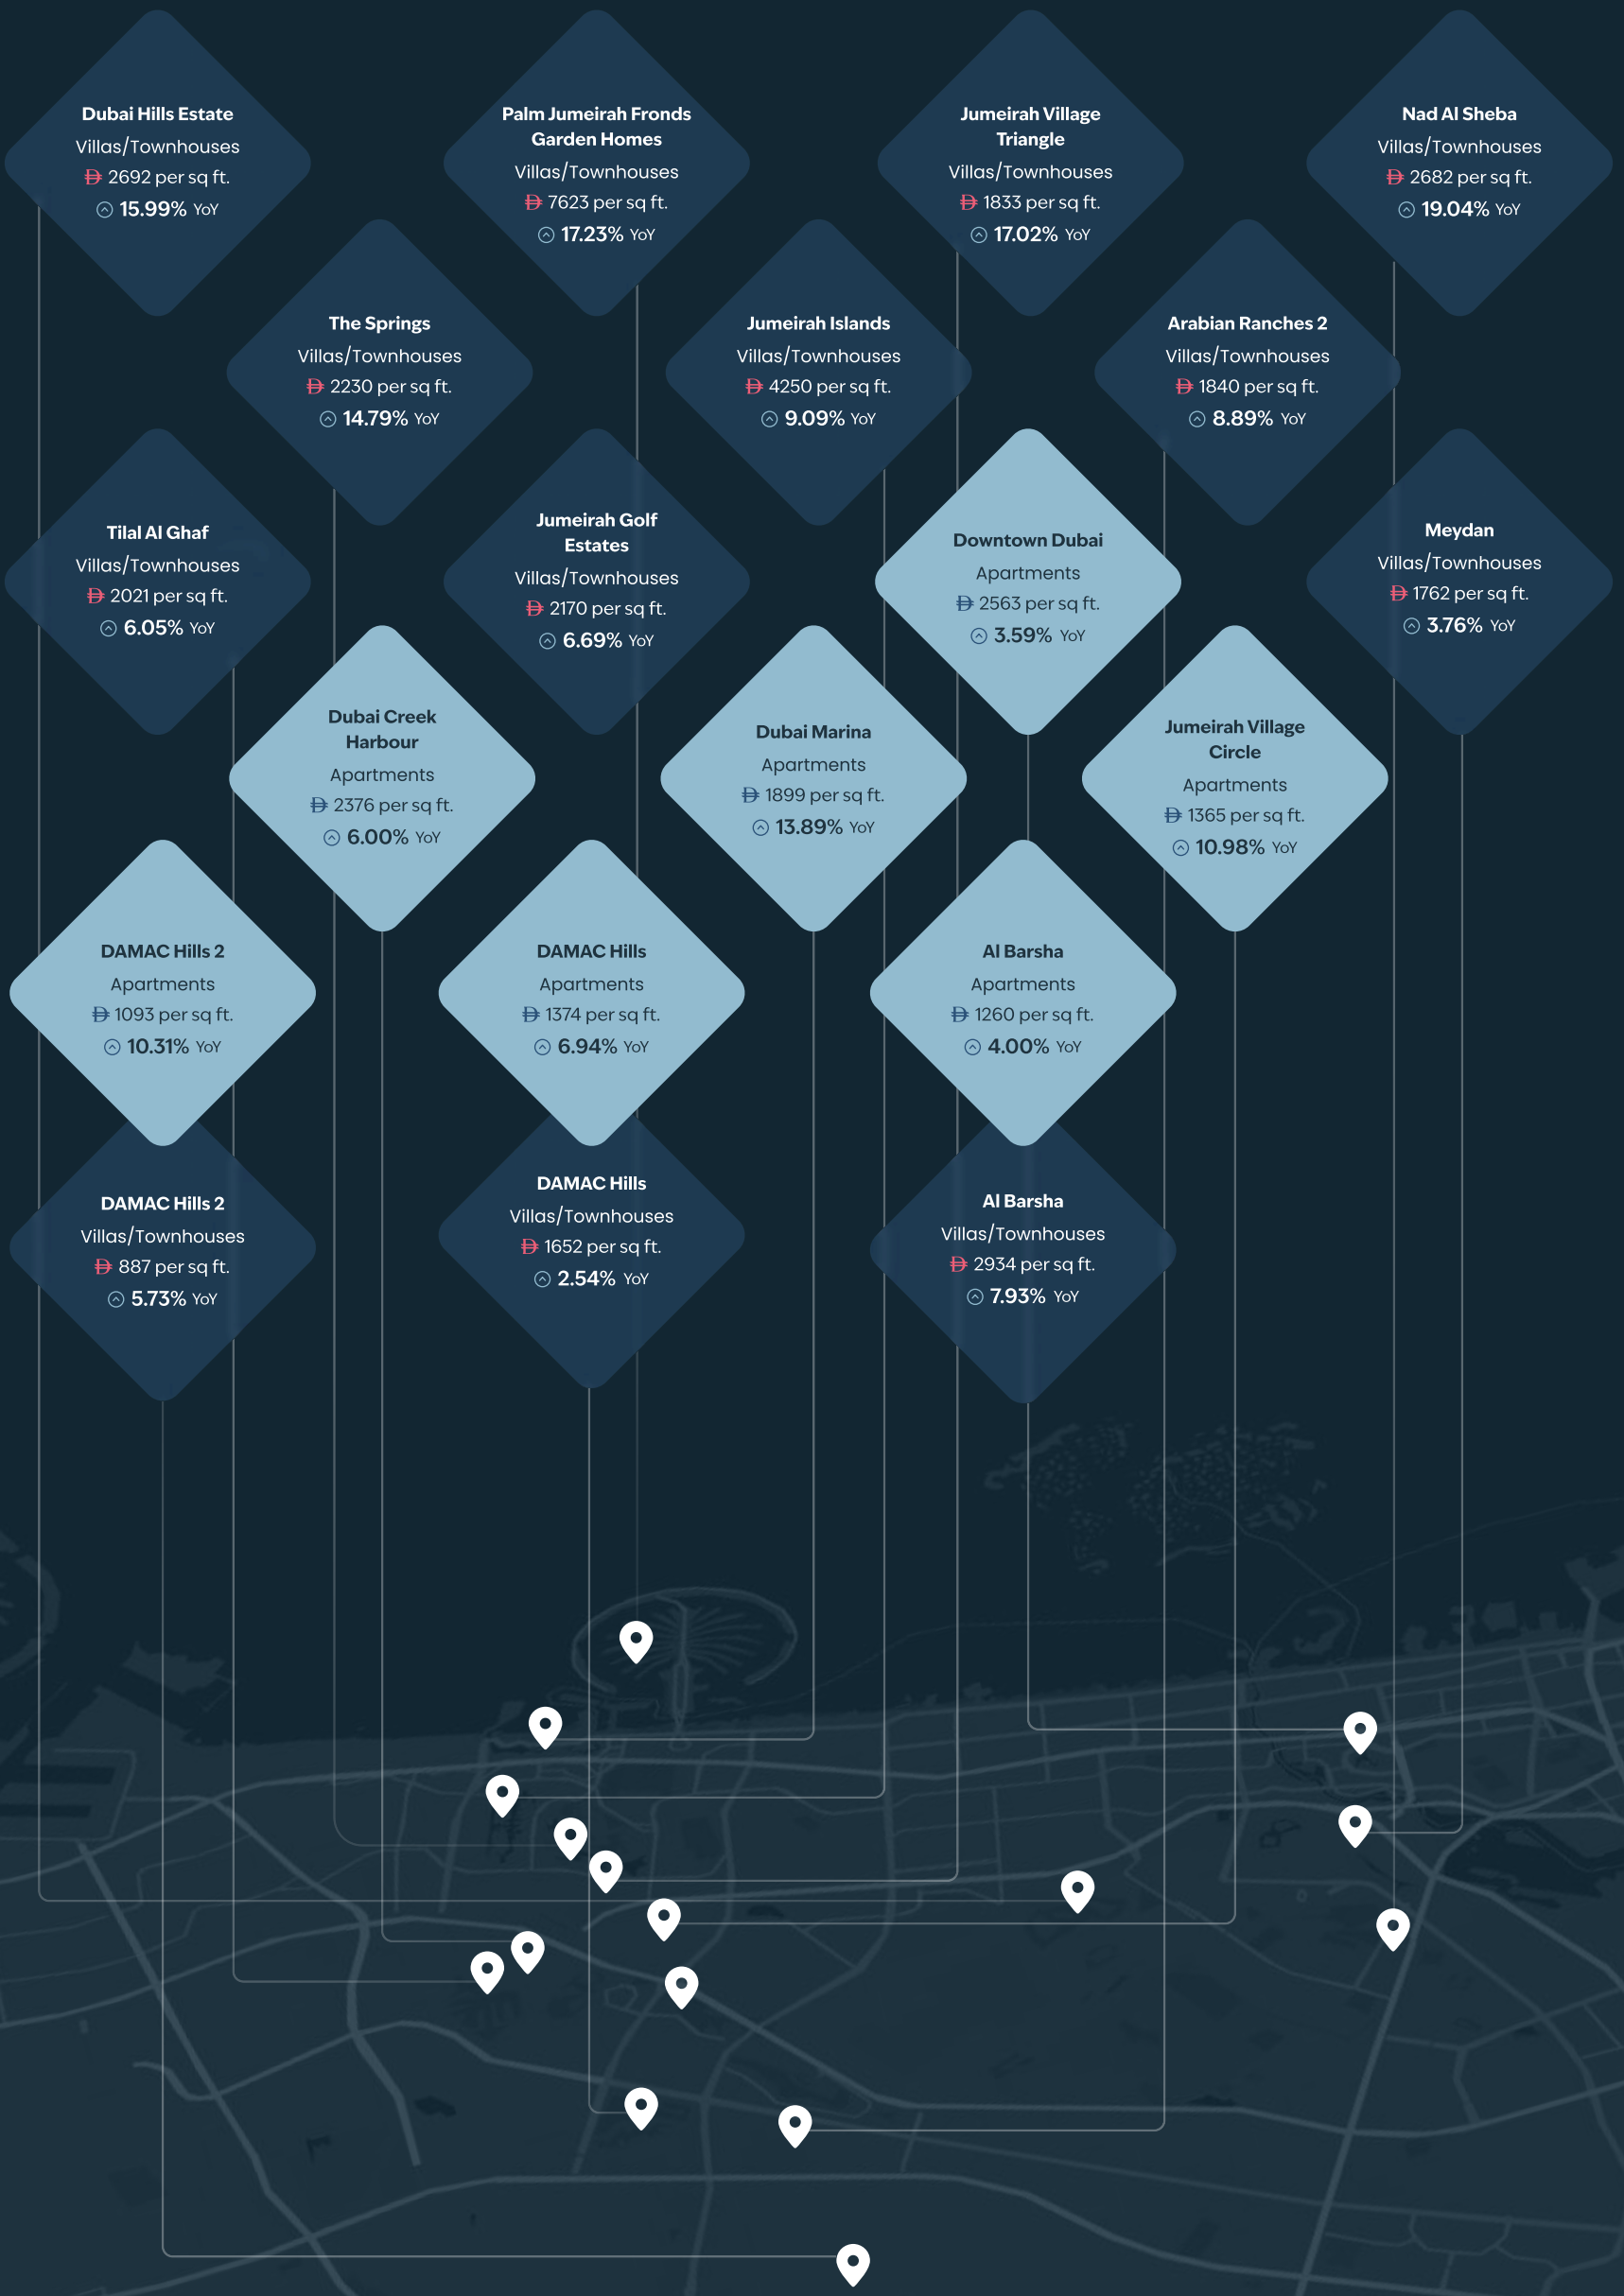 Dubai Hills Estate
Villas/Townhouses
2692 per sq ft.
15.99% YoY
Palm Jumeirah Fronds
Garden Homes
Villas/Townhouses
7623 per sq ft.
17.23% YoY
Jumeirah Village
Triangle
Villas/Townhouses
1833 per sq ft.
17.02% YoY
Nad Al Sheba
Villas/Townhouses
2682 per sq ft.
19.04% YoY
The Springs
Villas/Townhouses
2230 per sq ft.
14.79% YoY
Jumeirah Islands
Villas/Townhouses
4250 per sq ft.
9.09% YoY
Arabian Ranches 2
Villas/Townhouses
1840 per sq ft.
8.89% YoY
Tilal Al Ghaf
Villas/Townhouses
2021 per sq ft.
6.05% YoY
Jumeirah Golf
Estates
Villas/Townhouses
2170 per sq ft.
6.69% YoY
Downtown Dubai
Apartments
2563 per sq ft.
3.59% YoY
Meydan
Villas/Townhouses
1762 per sq ft.
3.76% YoY
Dubai Creek
Harbour
Apartments
2376 per sq ft.
6.00% YoY
Dubai Marina
Apartments
1899 per sq ft.
13.89% YoY
Jumeirah Village
Circle
Apartments
1365 per sq ft.
10.98% YoY
DAMAC Hills 2
Apartments
1093 per sq ft.
10.31% YoY
DAMAC Hills
Apartments
1374 per sq ft.
6.94% YoY
Al Barsha
Apartments
1260 per sq ft.
4.00% YoY
DAMAC Hills 2
Villas/Townhouses
887 per sq ft.
5.73% YoY
DAMAC Hills
Villas/Townhouses
1652 per sq ft.
2.54% YoY
Al Barsha
Villas/Townhouses
2934 per sq ft.
7.93% YoY